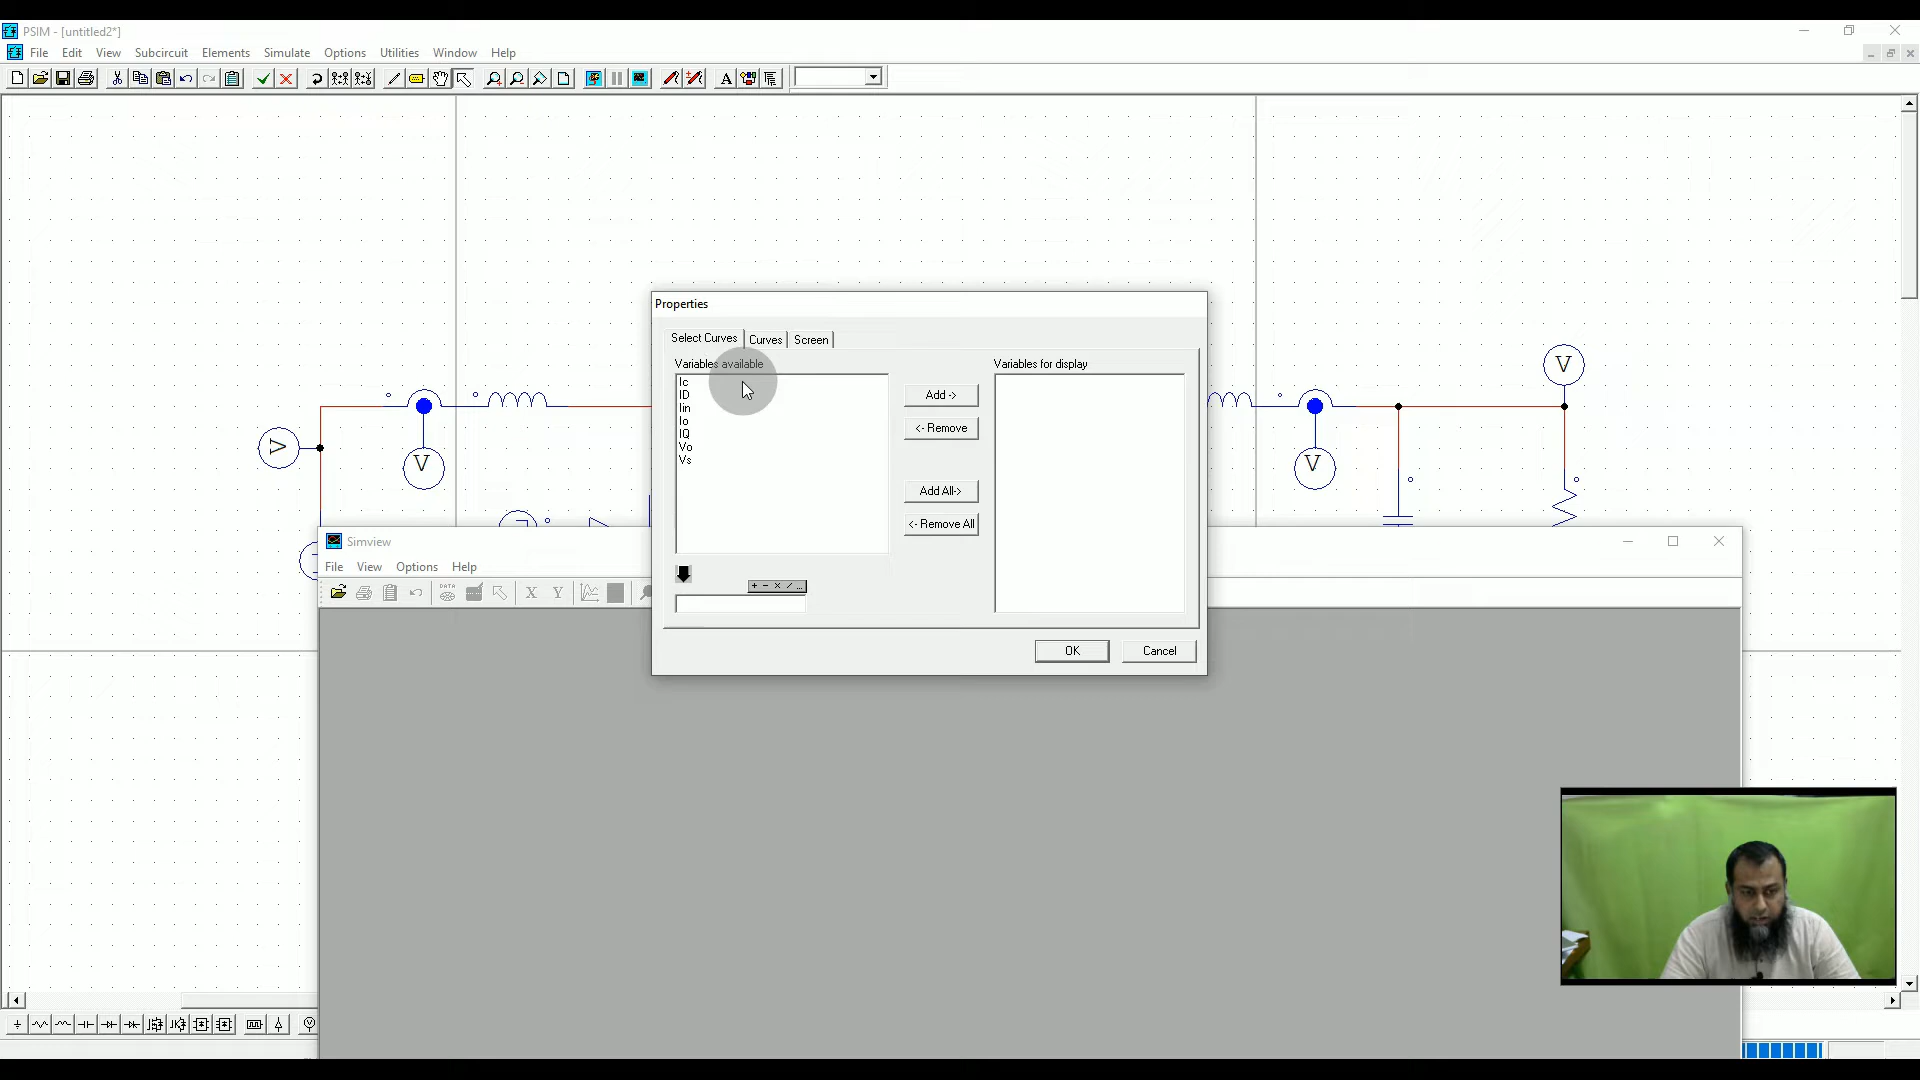 PSIM - [untitled2*]
File Edit View Subcircuit Elements Simulate Options Utilities Window Help
A
Properties
Select Curves Curves Screen
Variables available
Variables for display
Ic
ID
Iin
Io
IQ
Vo
Vs
Add ->
<- Remove
Add All->
<- Remove All
+ - × / ...
OK Cancel
V
V
V
V
Simview
File View Options Help
DATA
X Y
V